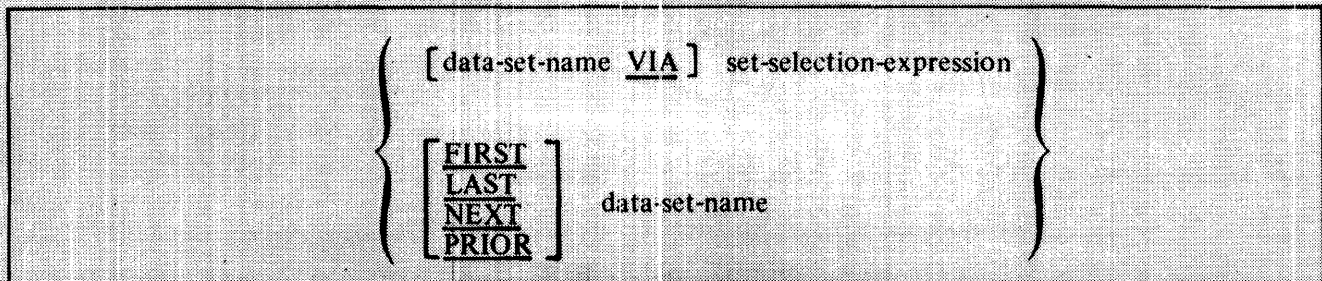 [data-set-name VIA] set-selection-expression
FIRST
LAST
NEXT
PRIOR
data-set-name